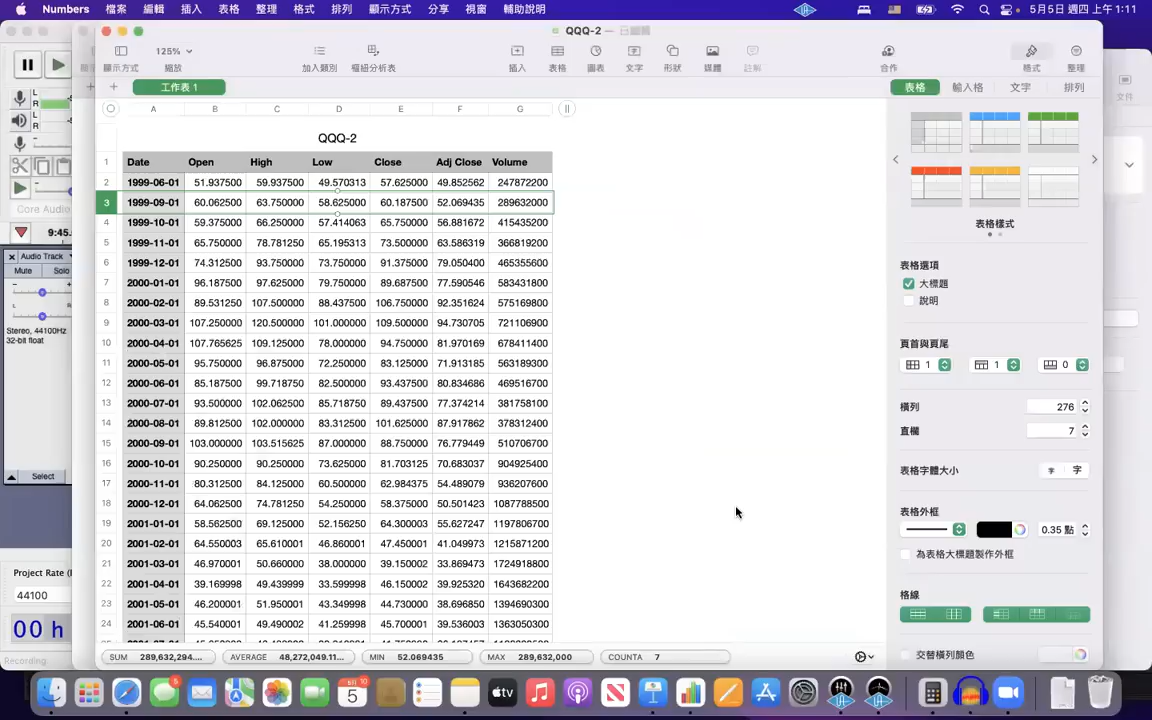 Numbers 檔案 編輯 插入 表格 整理 格式 排列 顯示方式 分享 視窗 輔助說明 5月5日 週四 上午 1:11
QQQ-2 —
125%
顯示方式 縮放 加入類別 樞紐分析表 插入 表格 圖表 文字 形狀 媒體 註解 合作 格式 整理
工作表 1
表格 輸入格 文字 排列
文件
A B C D E F G
QQQ-2
1 Date Open High Low Close Adj Close Volume
2 1999-06-01 51.937500 59.937500 49.570313 57.625000 49.852562 247872200
3 1999-09-01 60.062500 63.750000 58.625000 60.187500 52.069435 289632000
4 1999-10-01 59.375000 66.250000 57.414063 65.750000 56.881672 415435200
5 1999-11-01 65.750000 78.781250 65.195313 73.500000 63.586319 366819200
6 1999-12-01 74.312500 93.750000 73.750000 91.375000 79.050400 465355600
7 2000-01-01 96.187500 97.625000 79.750000 89.687500 77.590546 583431800
8 2000-02-01 89.531250 107.500000 88.437500 106.750000 92.351624 575169800
9 2000-03-01 107.250000 120.500000 101.000000 109.500000 94.730705 721106900
10 2000-04-01 107.765625 109.125000 78.000000 94.750000 81.970169 678411400
11 2000-05-01 95.750000 96.875000 72.250000 83.125000 71.913185 563189300
12 2000-06-01 85.187500 99.718750 82.500000 93.437500 80.834686 469516700
13 2000-07-01 93.500000 102.062500 85.718750 89.437500 77.374214 381758100
14 2000-08-01 89.812500 102.000000 83.312500 101.625000 87.917862 378312400
15 2000-09-01 103.000000 103.515625 87.000000 88.750000 76.779449 510706700
16 2000-10-01 90.250000 90.250000 73.625000 81.703125 70.683037 904925400
17 2000-11-01 80.312500 84.125000 60.500000 62.984375 54.489079 936207600
18 2000-12-01 64.062500 74.781250 54.250000 58.375000 50.501423 1087788500
19 2001-01-01 58.562500 69.125000 52.156250 64.300003 55.627247 1197806700
20 2001-02-01 64.550003 65.610001 46.860001 47.450001 41.049973 1215871200
21 2001-03-01 46.970001 50.660000 38.000000 39.150002 33.869473 1724918800
22 2001-04-01 39.169998 49.439999 33.599998 46.150002 39.925320 1643682200
23 2001-05-01 46.200001 51.950001 43.349998 44.730000 38.696850 1394690300
24 2001-06-01 45.540001 49.490002 41.259998 45.700001 39.536003 1363050300
SUM 289,632,294.... AVERAGE 48,272,049.11... MIN 52.069435 MAX 289,632,000 COUNTA 7
表格樣式
表格選項
大標題
說明
頁首與頁尾
1 1 0
橫列 276
直欄 7
表格字體大小 字 字
表格外框
0.35 點
為表格大標題製作外框
格線
交替橫列顏色
L
R
L
R
Core Audio
9:45.
Audio Track
Mute Solo
L R
Stereo, 44100Hz
32-bit float
Select
Project Rate (
44100
00 h
Recording.
5
5月 10
5
tv